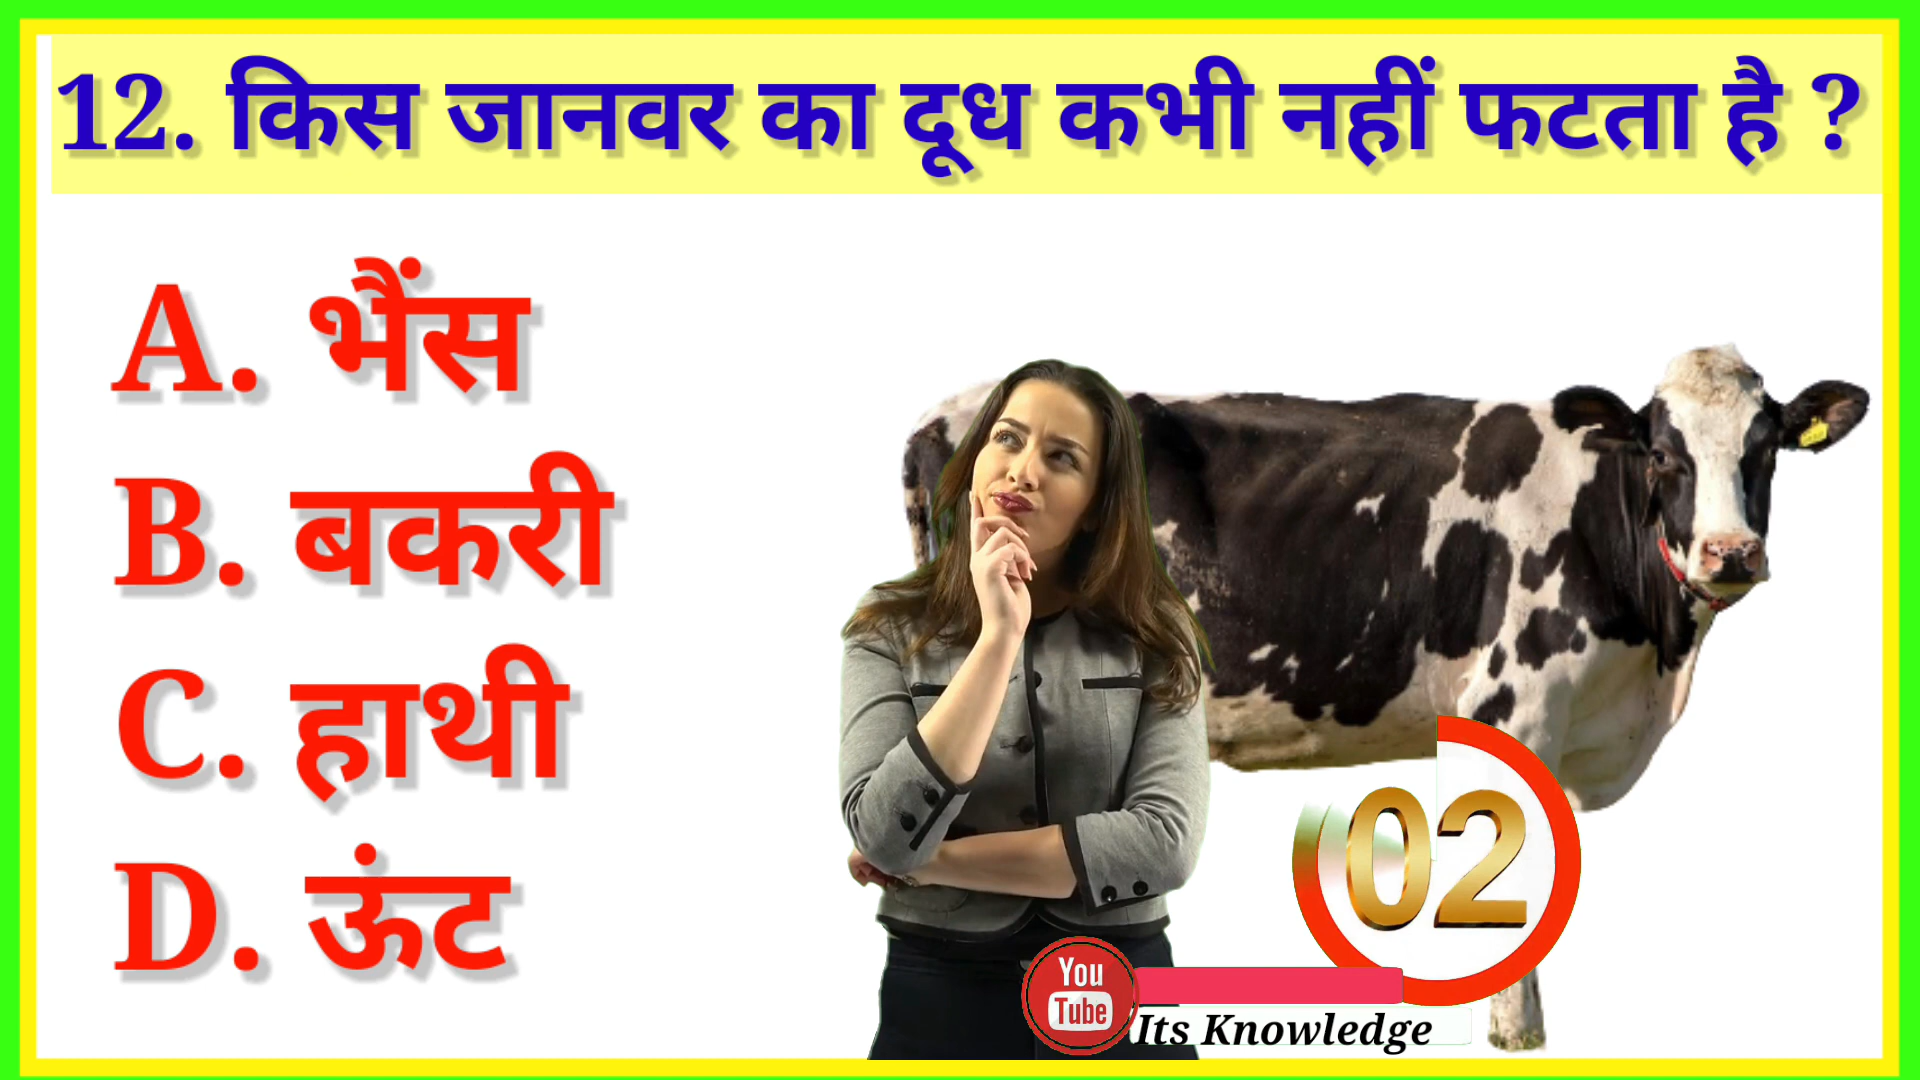 12. किस जानवर का दूध कभी नहीं फटता है ?
A. भैंस
B. बकरी
C. हाथी
D. ऊंट
02
You
Tube
Its Knowledge